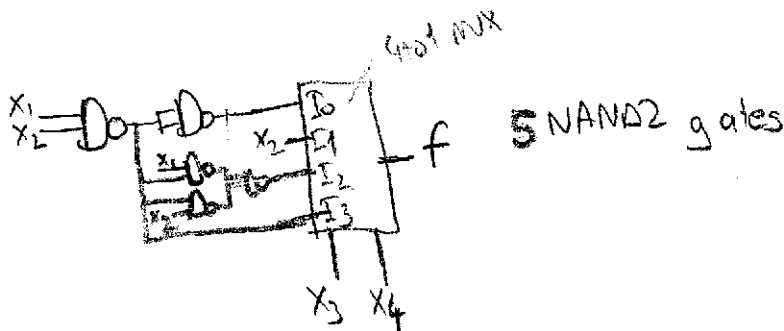 4to1 MUX
X1
X2
I0
X2 I1
f 5 NAND2 gates
X1
I2
X2
I3
X3 X4